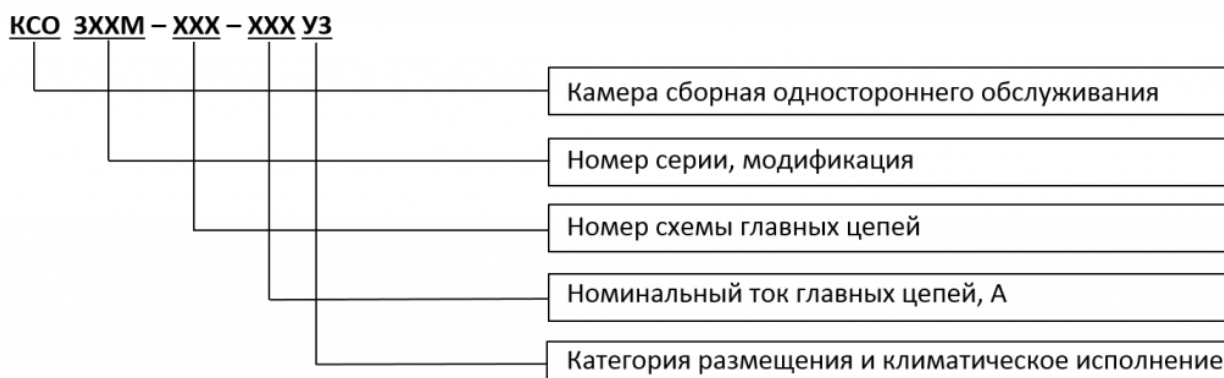 КСО 3ХХМ – ХХХ – ХХХ У3
Камера сборная одностороннего обслуживания
Номер серии, модификация
Номер схемы главных цепей
Номинальный ток главных цепей, А
Категория размещения и климатическое исполнение